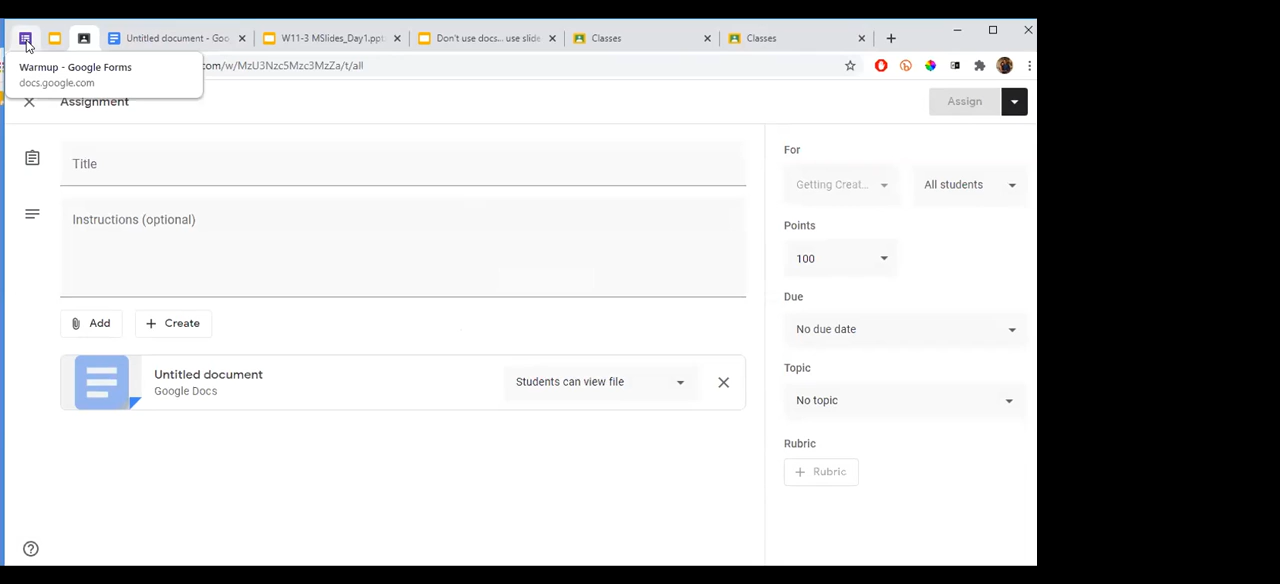 Untitled document - Goo
W11-3 MSlides_Day1.ppt
Don't use docs... use slide
Classes
Classes
Warmup - Google Forms
docs.google.com
com/w/MzU3Nzc5Mzc3MzZa/t/all
Assignment
Assign
Title
Instructions (optional)
Add
Create
Untitled document
Google Docs
Students can view file
For
Getting Creat...
All students
Points
100
Due
No due date
Topic
No topic
Rubric
Rubric